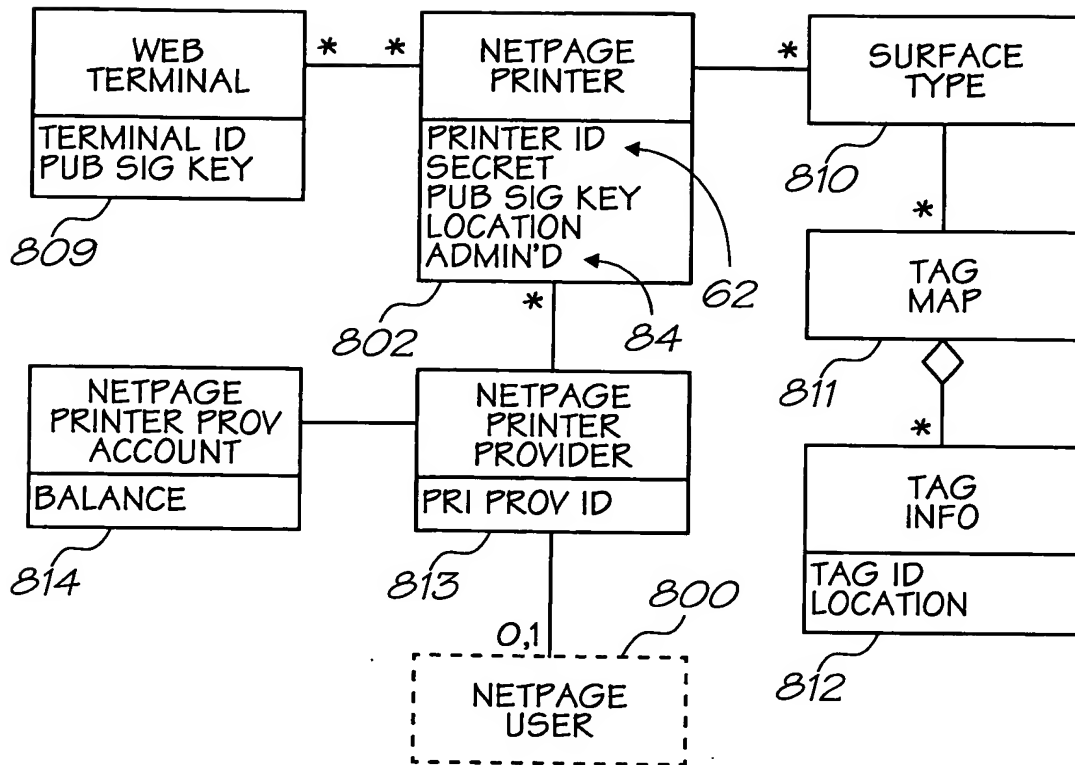 WEB
TERMINAL
TERMINAL ID
PUB SIG KEY
809
* *
NETPAGE
PRINTER
PRINTER ID
SECRET
PUB SIG KEY
LOCATION
ADMIN'D
802
62
84
*
*
SURFACE
TYPE
810
*
TAG
MAP
811
*
TAG
INFO
TAG ID
LOCATION
812
NETPAGE
PRINTER PROV
ACCOUNT
BALANCE
814
NETPAGE
PRINTER
PROVIDER
PRI PROV ID
813
0,1
800
NETPAGE
USER